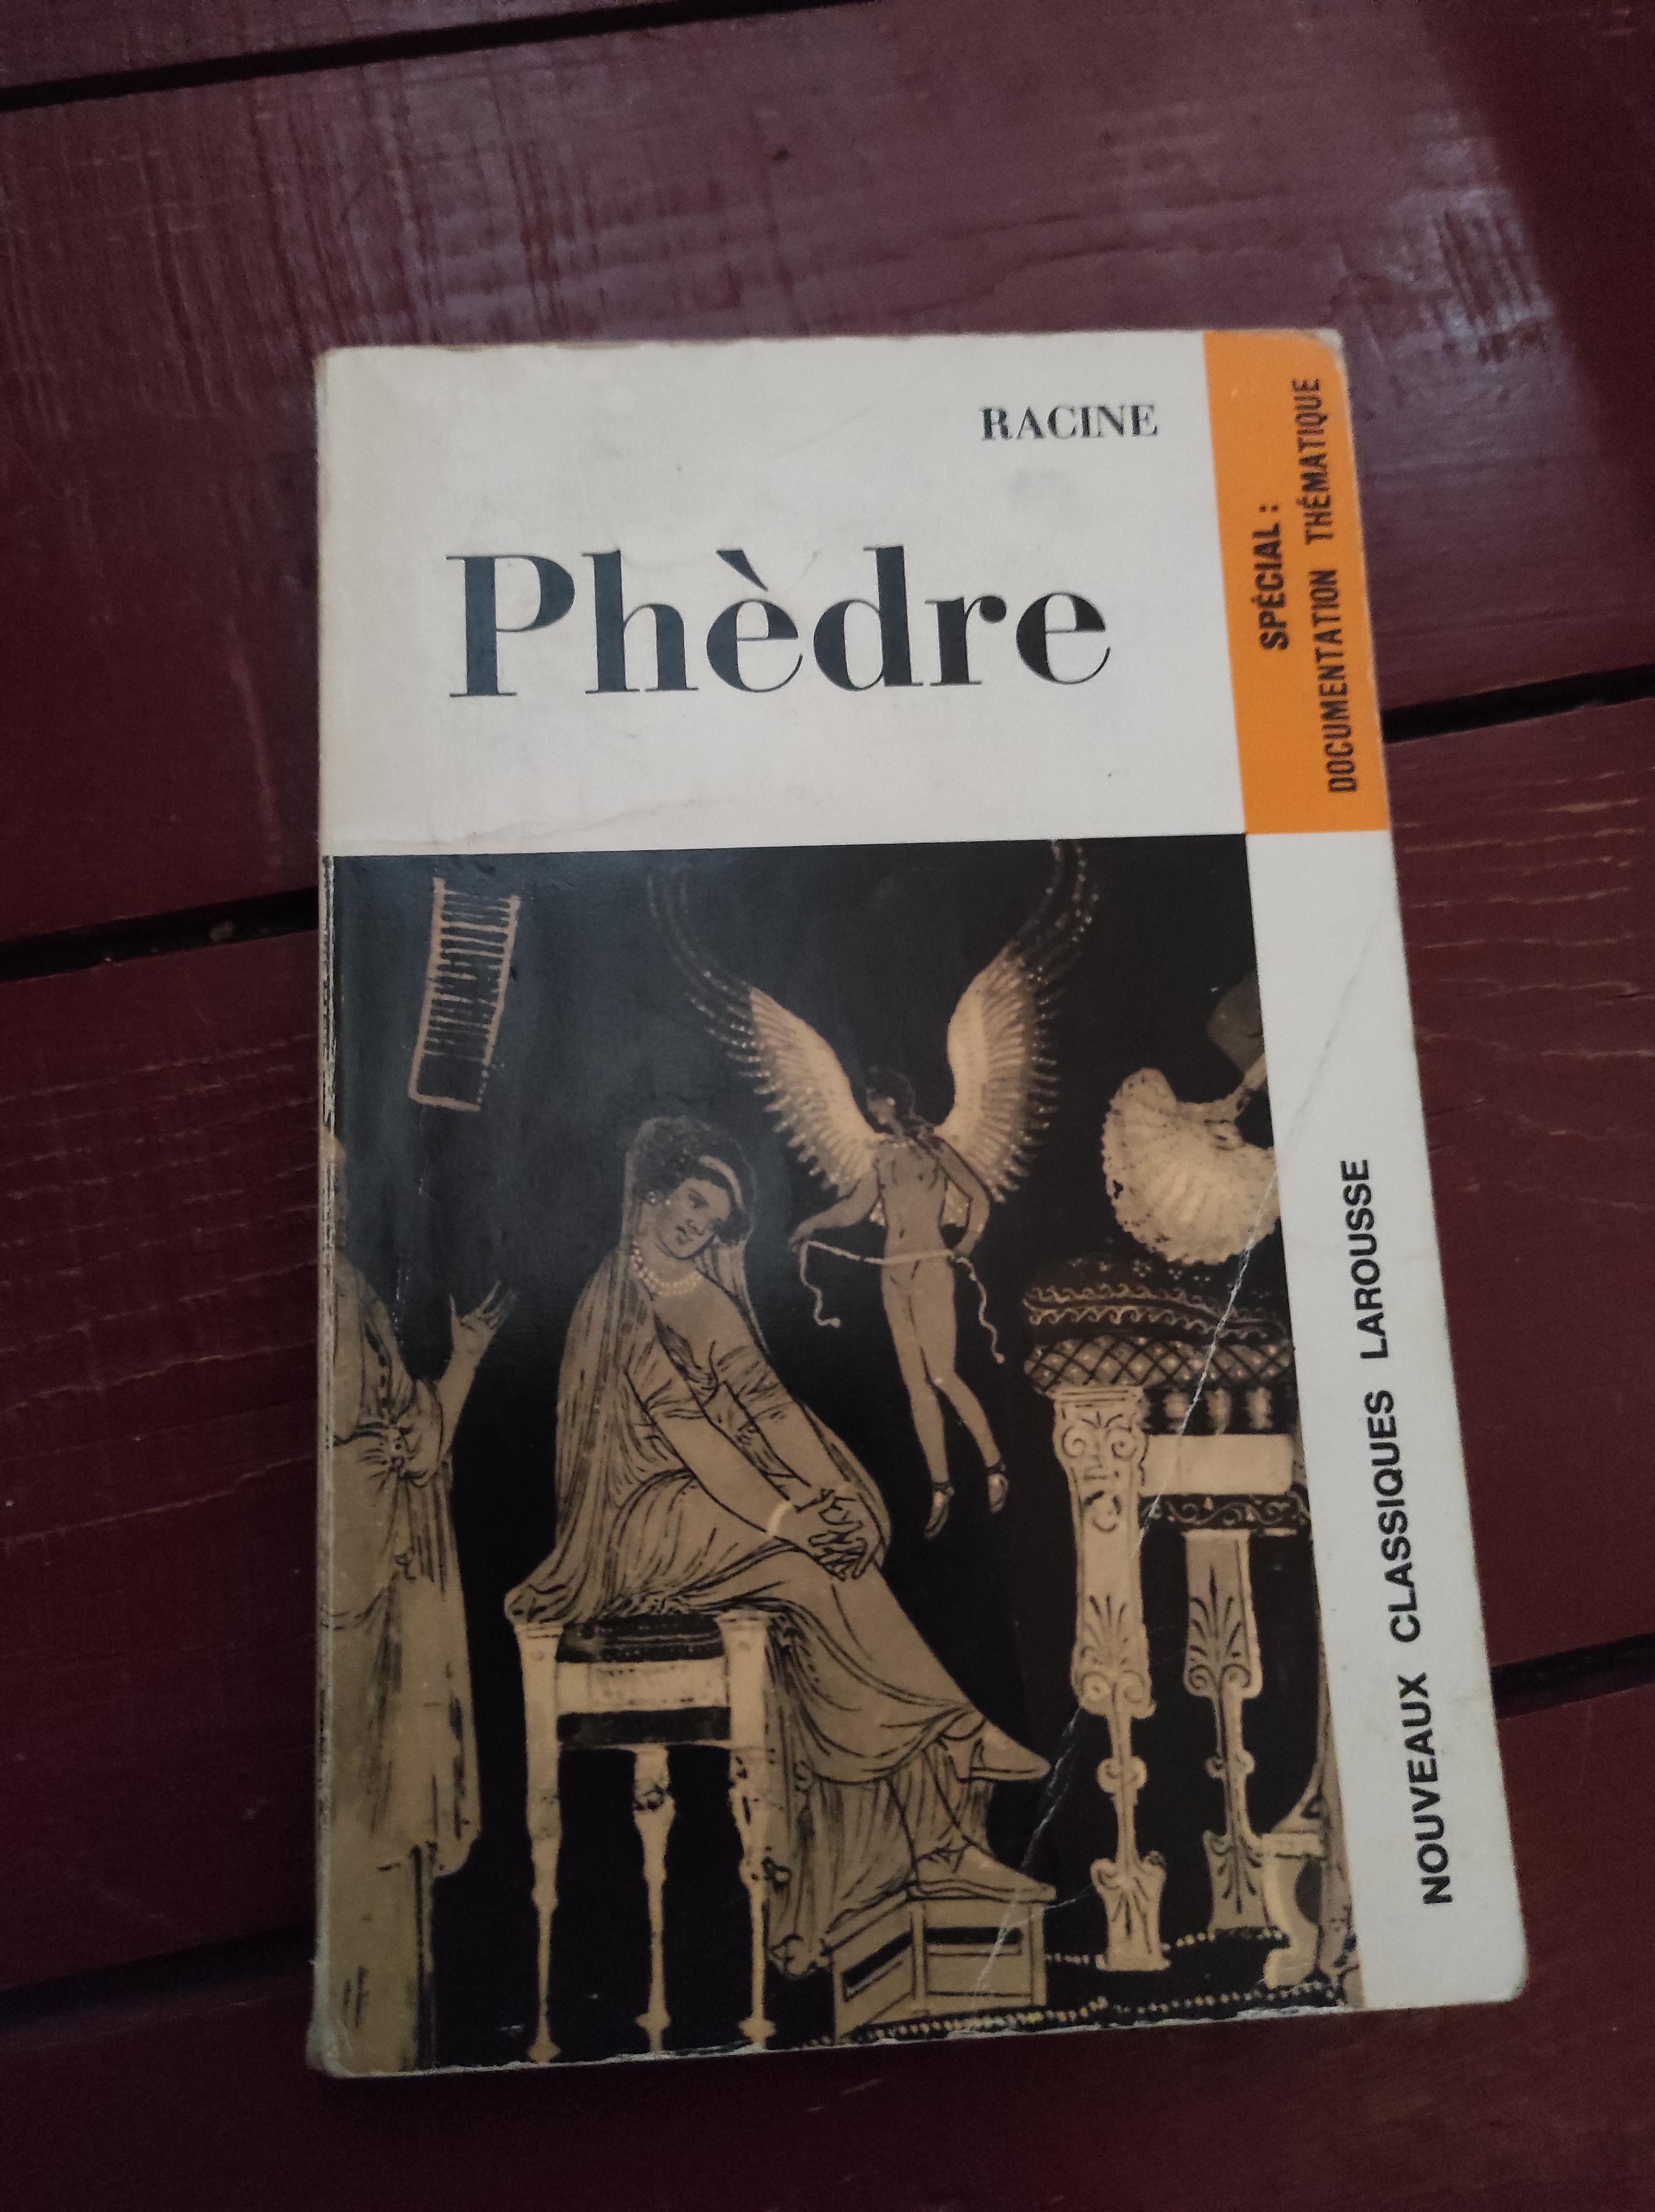 RACINE
Phèdre
SPÉCIAL :
DOCUMENTATION THÉMATIQUE
NOUVEAUX CLASSIQUES LAROUSSE